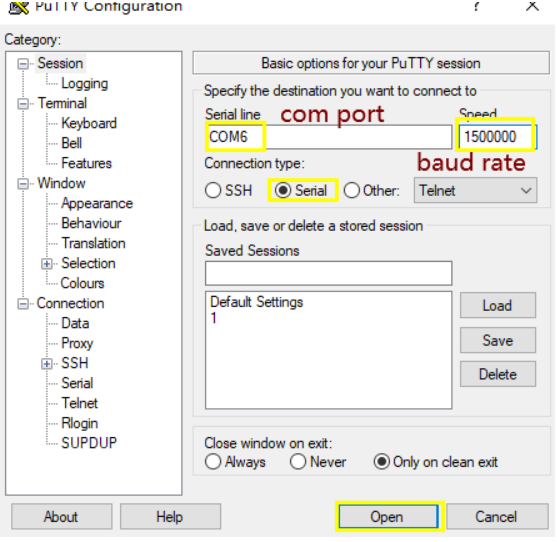 PuTTY Configuration ? X
Category:
Session
Logging
Terminal
Keyboard
Bell
Features
Window
Appearance
Behaviour
Translation
Selection
Colours
Connection
Data
Proxy
SSH
Serial
Telnet
Rlogin
SUPDUP
Basic options for your PuTTY session
Specify the destination you want to connect to
Serial line com port Speed
COM6 1500000
Connection type: baud rate
SSH Serial Other: Telnet
Load, save or delete a stored session
Saved Sessions
Default Settings
1
Load
Save
Delete
Close window on exit:
Always Never Only on clean exit
About Help Open Cancel